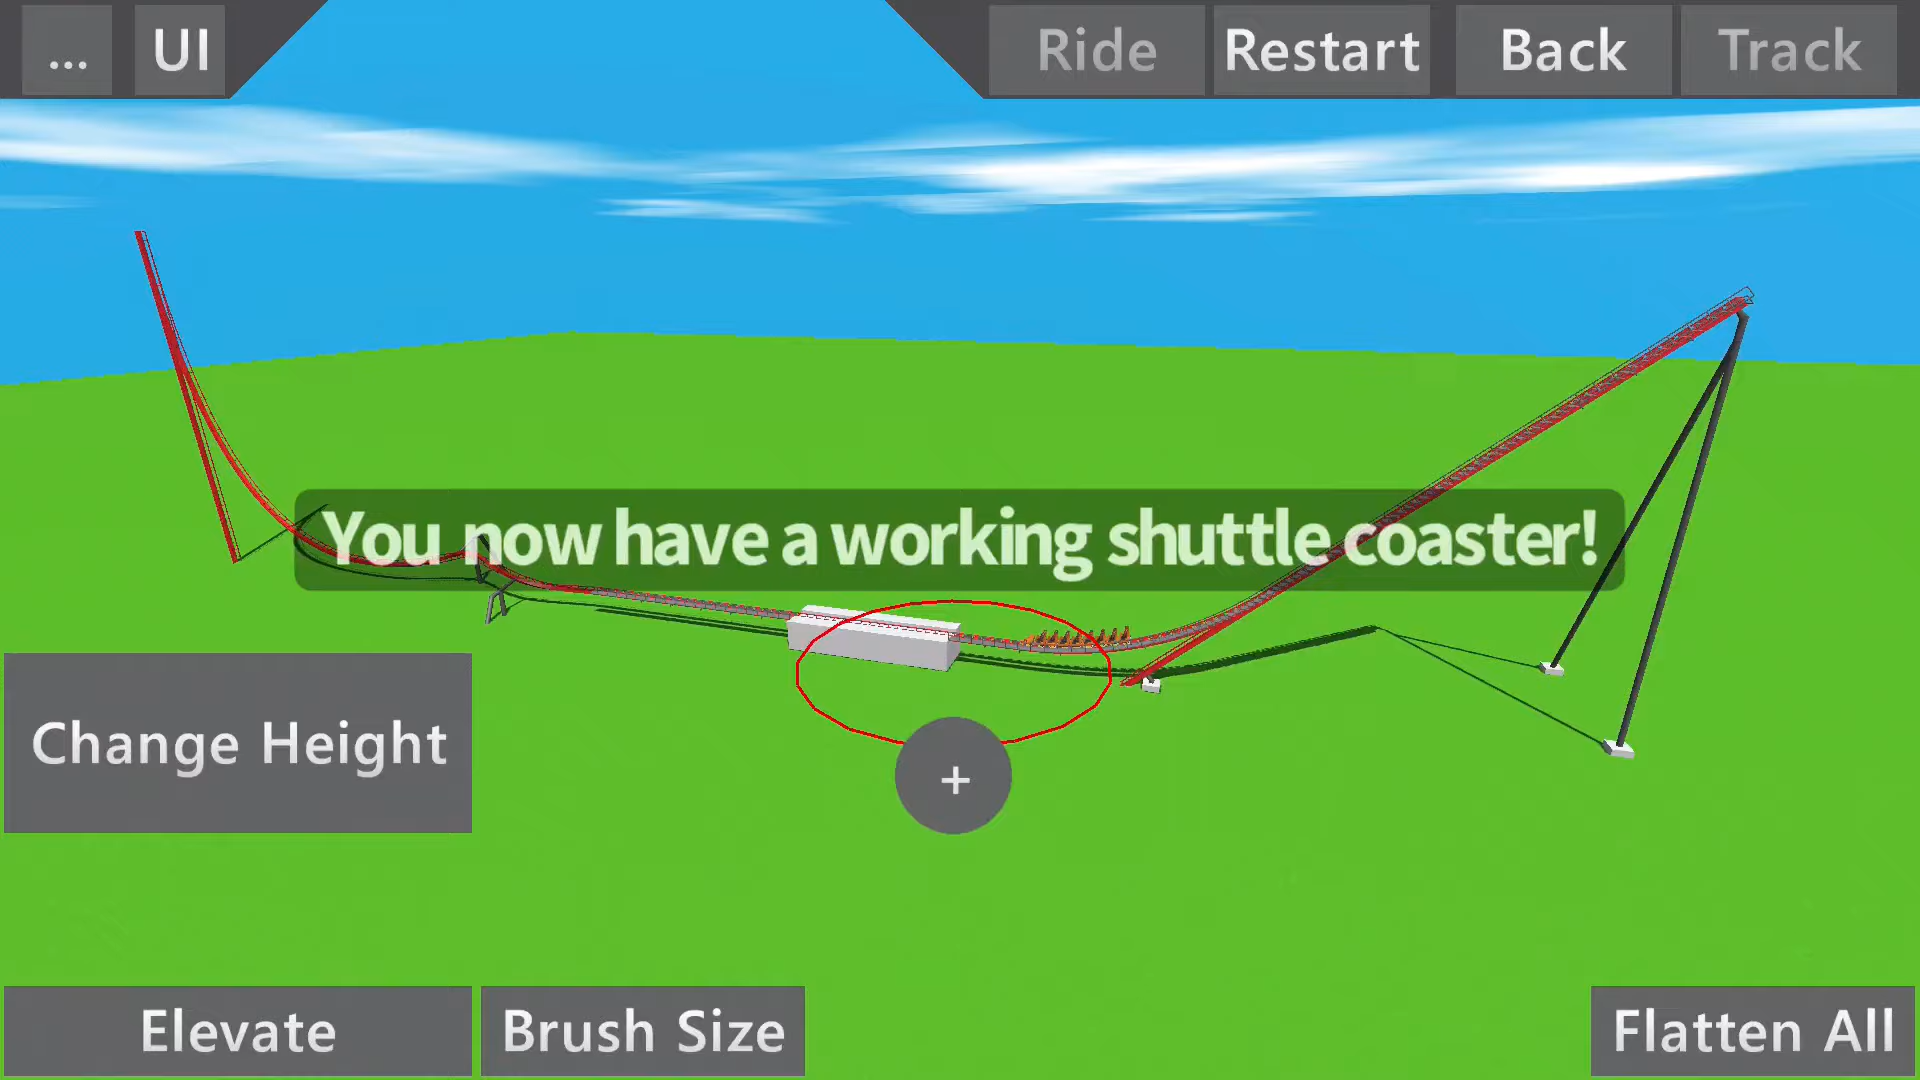 ...
UI
Ride
Restart
Back
Track
You now have a working shuttle coaster!
Change Height
+
Elevate
Brush Size
Flatten All